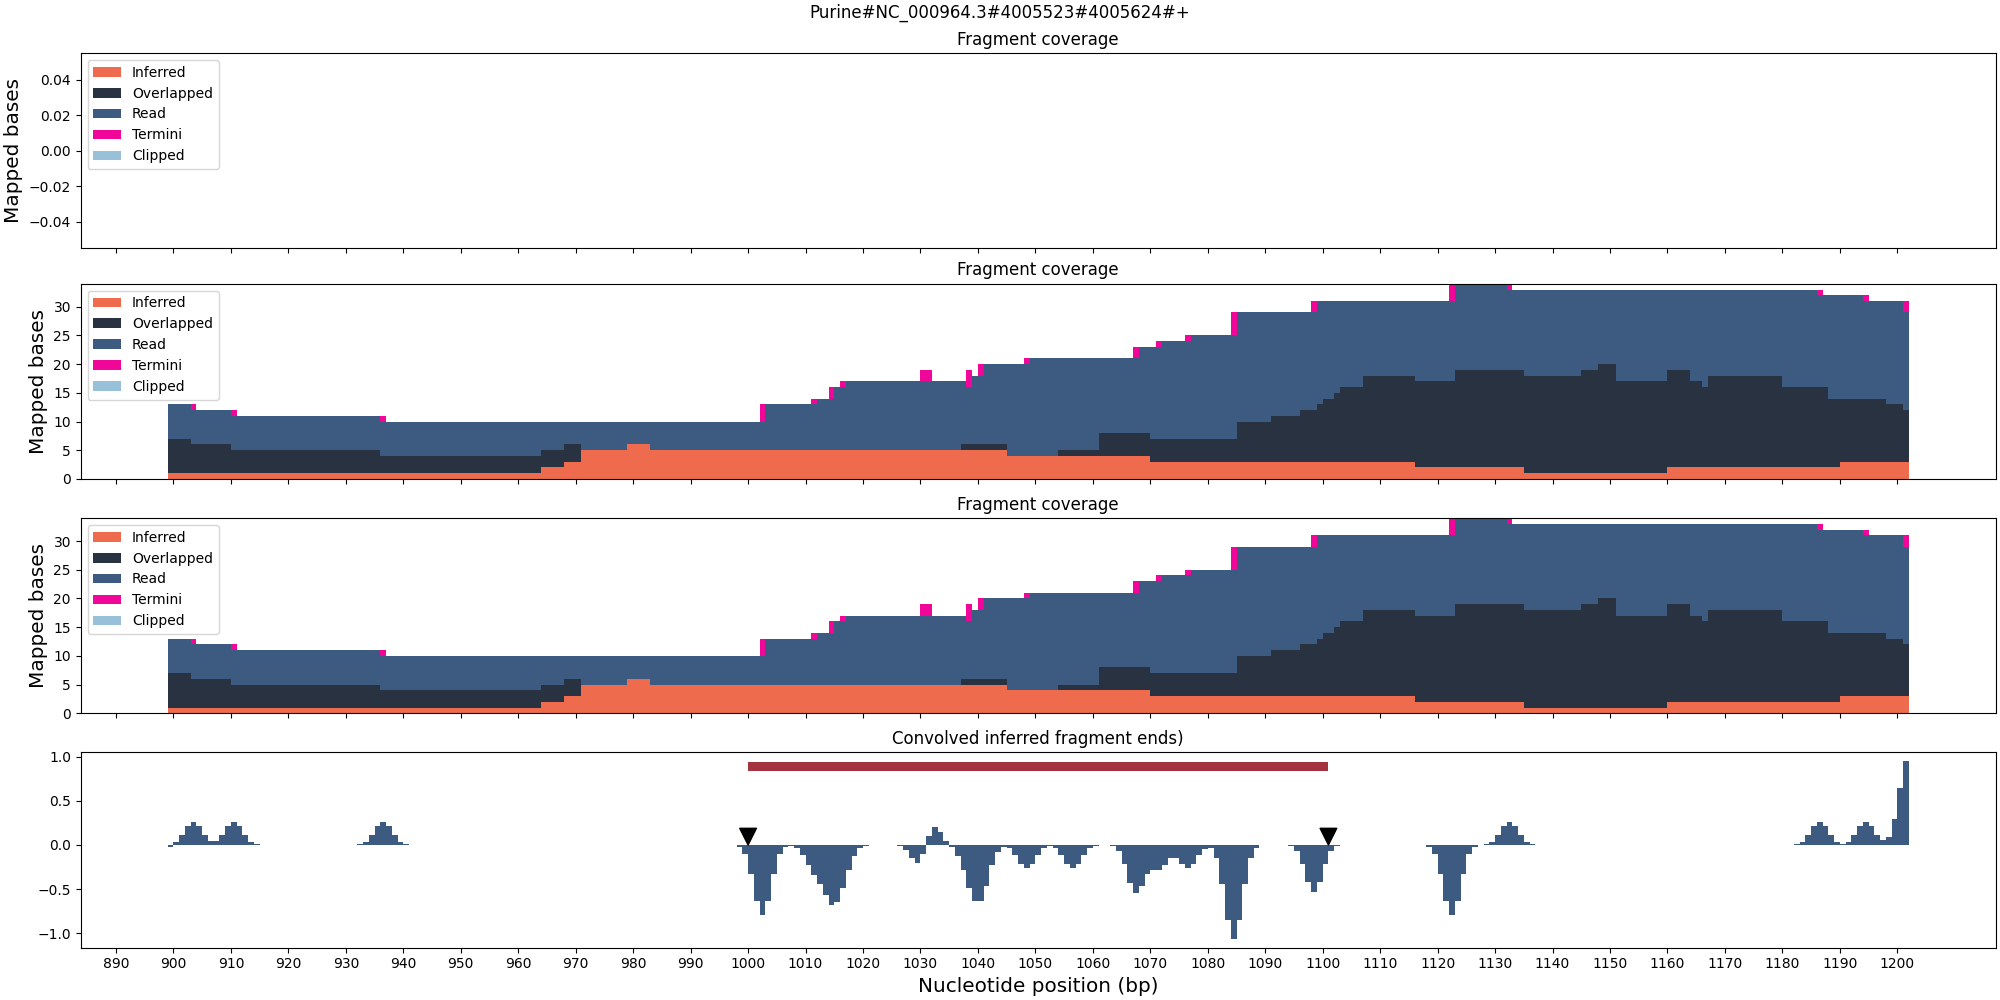 Purine#NC_000964.3#4005523#4005624#+
Fragment coverage
Mapped bases
0.04
0.02
0.00
−0.02
−0.04
Inferred
Overlapped
Read
Termini
Clipped
Fragment coverage
Mapped bases
30
25
20
15
10
5
0
Inferred
Overlapped
Read
Termini
Clipped
Fragment coverage
Mapped bases
30
25
20
15
10
5
0
Inferred
Overlapped
Read
Termini
Clipped
Convolved inferred fragment ends)
1.0
0.5
0.0
−0.5
−1.0
890 900 910 920 930 940 950 960 970 980 990 1000 1010 1020 1030 1040 1050 1060 1070 1080 1090 1100 1110 1120 1130 1140 1150 1160 1170 1180 1190 1200
Nucleotide position (bp)